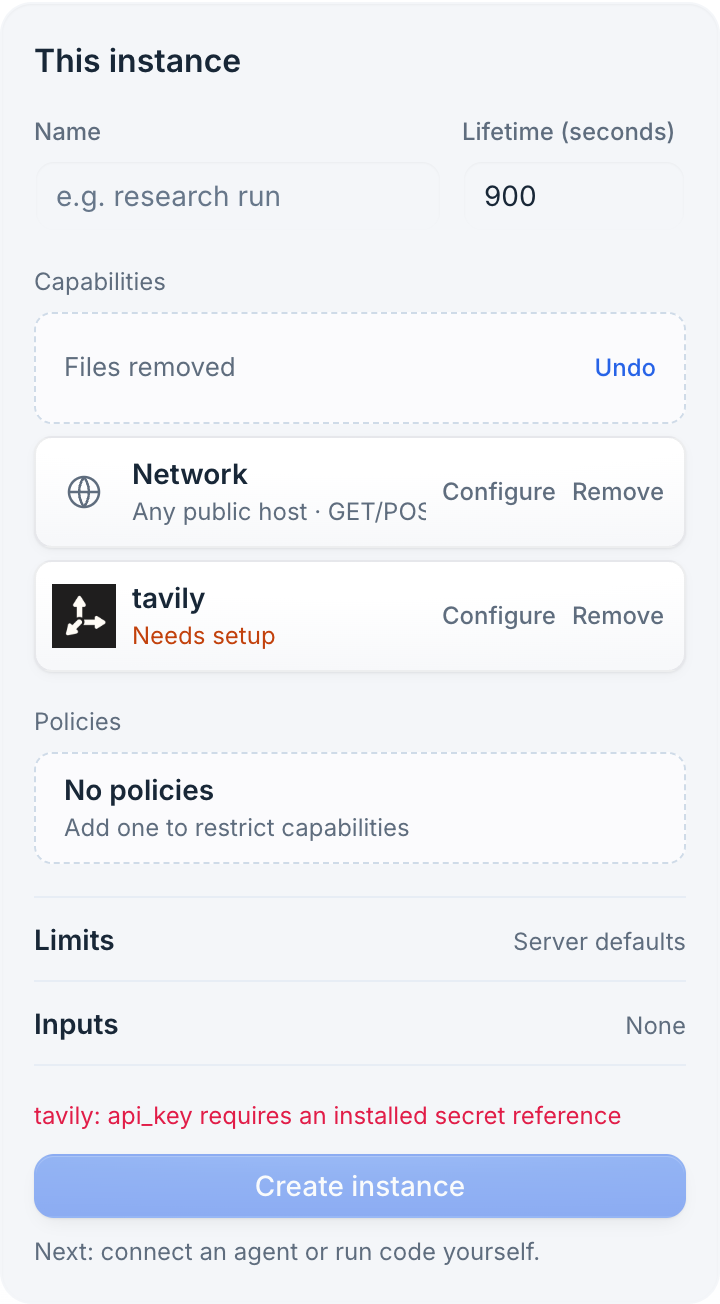 This instance
Name
Lifetime (seconds)
e.g. research run
900
Capabilities
Files removed
Undo
Network
Any public host · GET/POS
Configure
Remove
tavily
Needs setup
Configure
Remove
Policies
No policies
Add one to restrict capabilities
Limits
Server defaults
Inputs
None
tavily: api_key requires an installed secret reference
Create instance
Next: connect an agent or run code yourself.